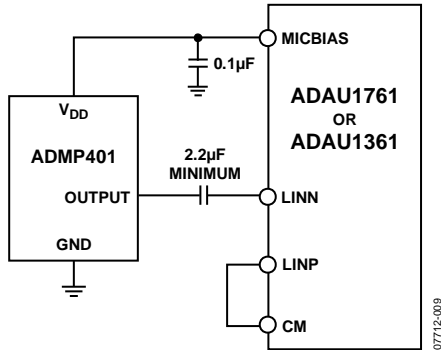 MICBIAS
0.1µF
ADAU1761
OR
ADAU1361
VDD
ADMP401
2.2µF
MINIMUM
OUTPUT
LINN
GND
LINP
CM
07712-009